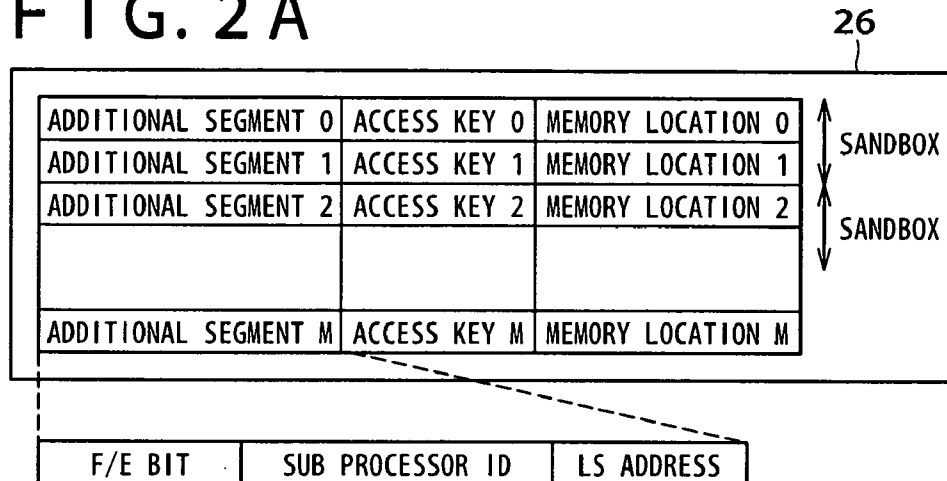 FIG. 2A
26
ADDITIONAL SEGMENT 0 ACCESS KEY 0 MEMORY LOCATION 0
SANDBOX
ADDITIONAL SEGMENT 1 ACCESS KEY 1 MEMORY LOCATION 1
ADDITIONAL SEGMENT 2 ACCESS KEY 2 MEMORY LOCATION 2
SANDBOX
ADDITIONAL SEGMENT M ACCESS KEY M MEMORY LOCATION M
F/E BIT SUB PROCESSOR ID LS ADDRESS